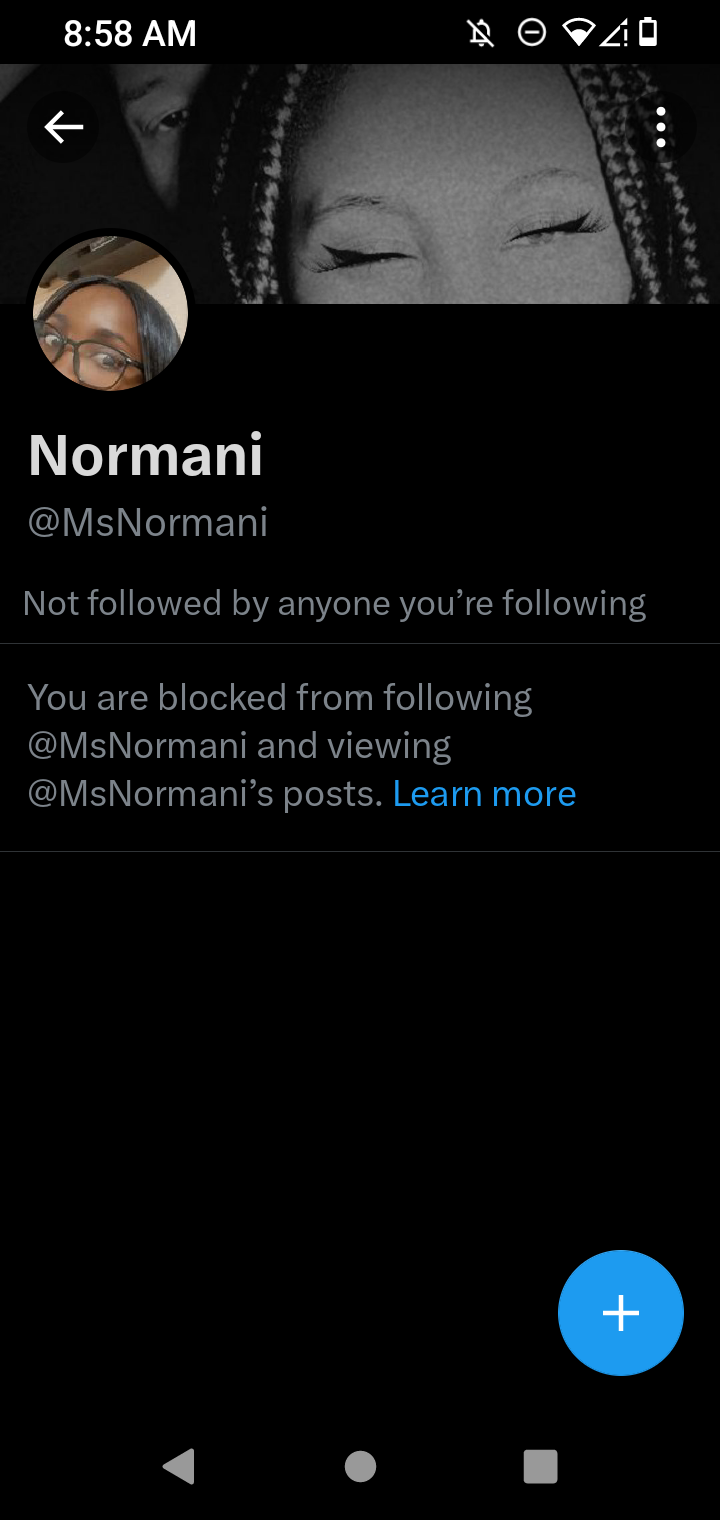 8:58 AM
Normani
@MsNormani
Not followed by anyone you’re following
You are blocked from following
@MsNormani and viewing
@MsNormani’s posts. Learn more